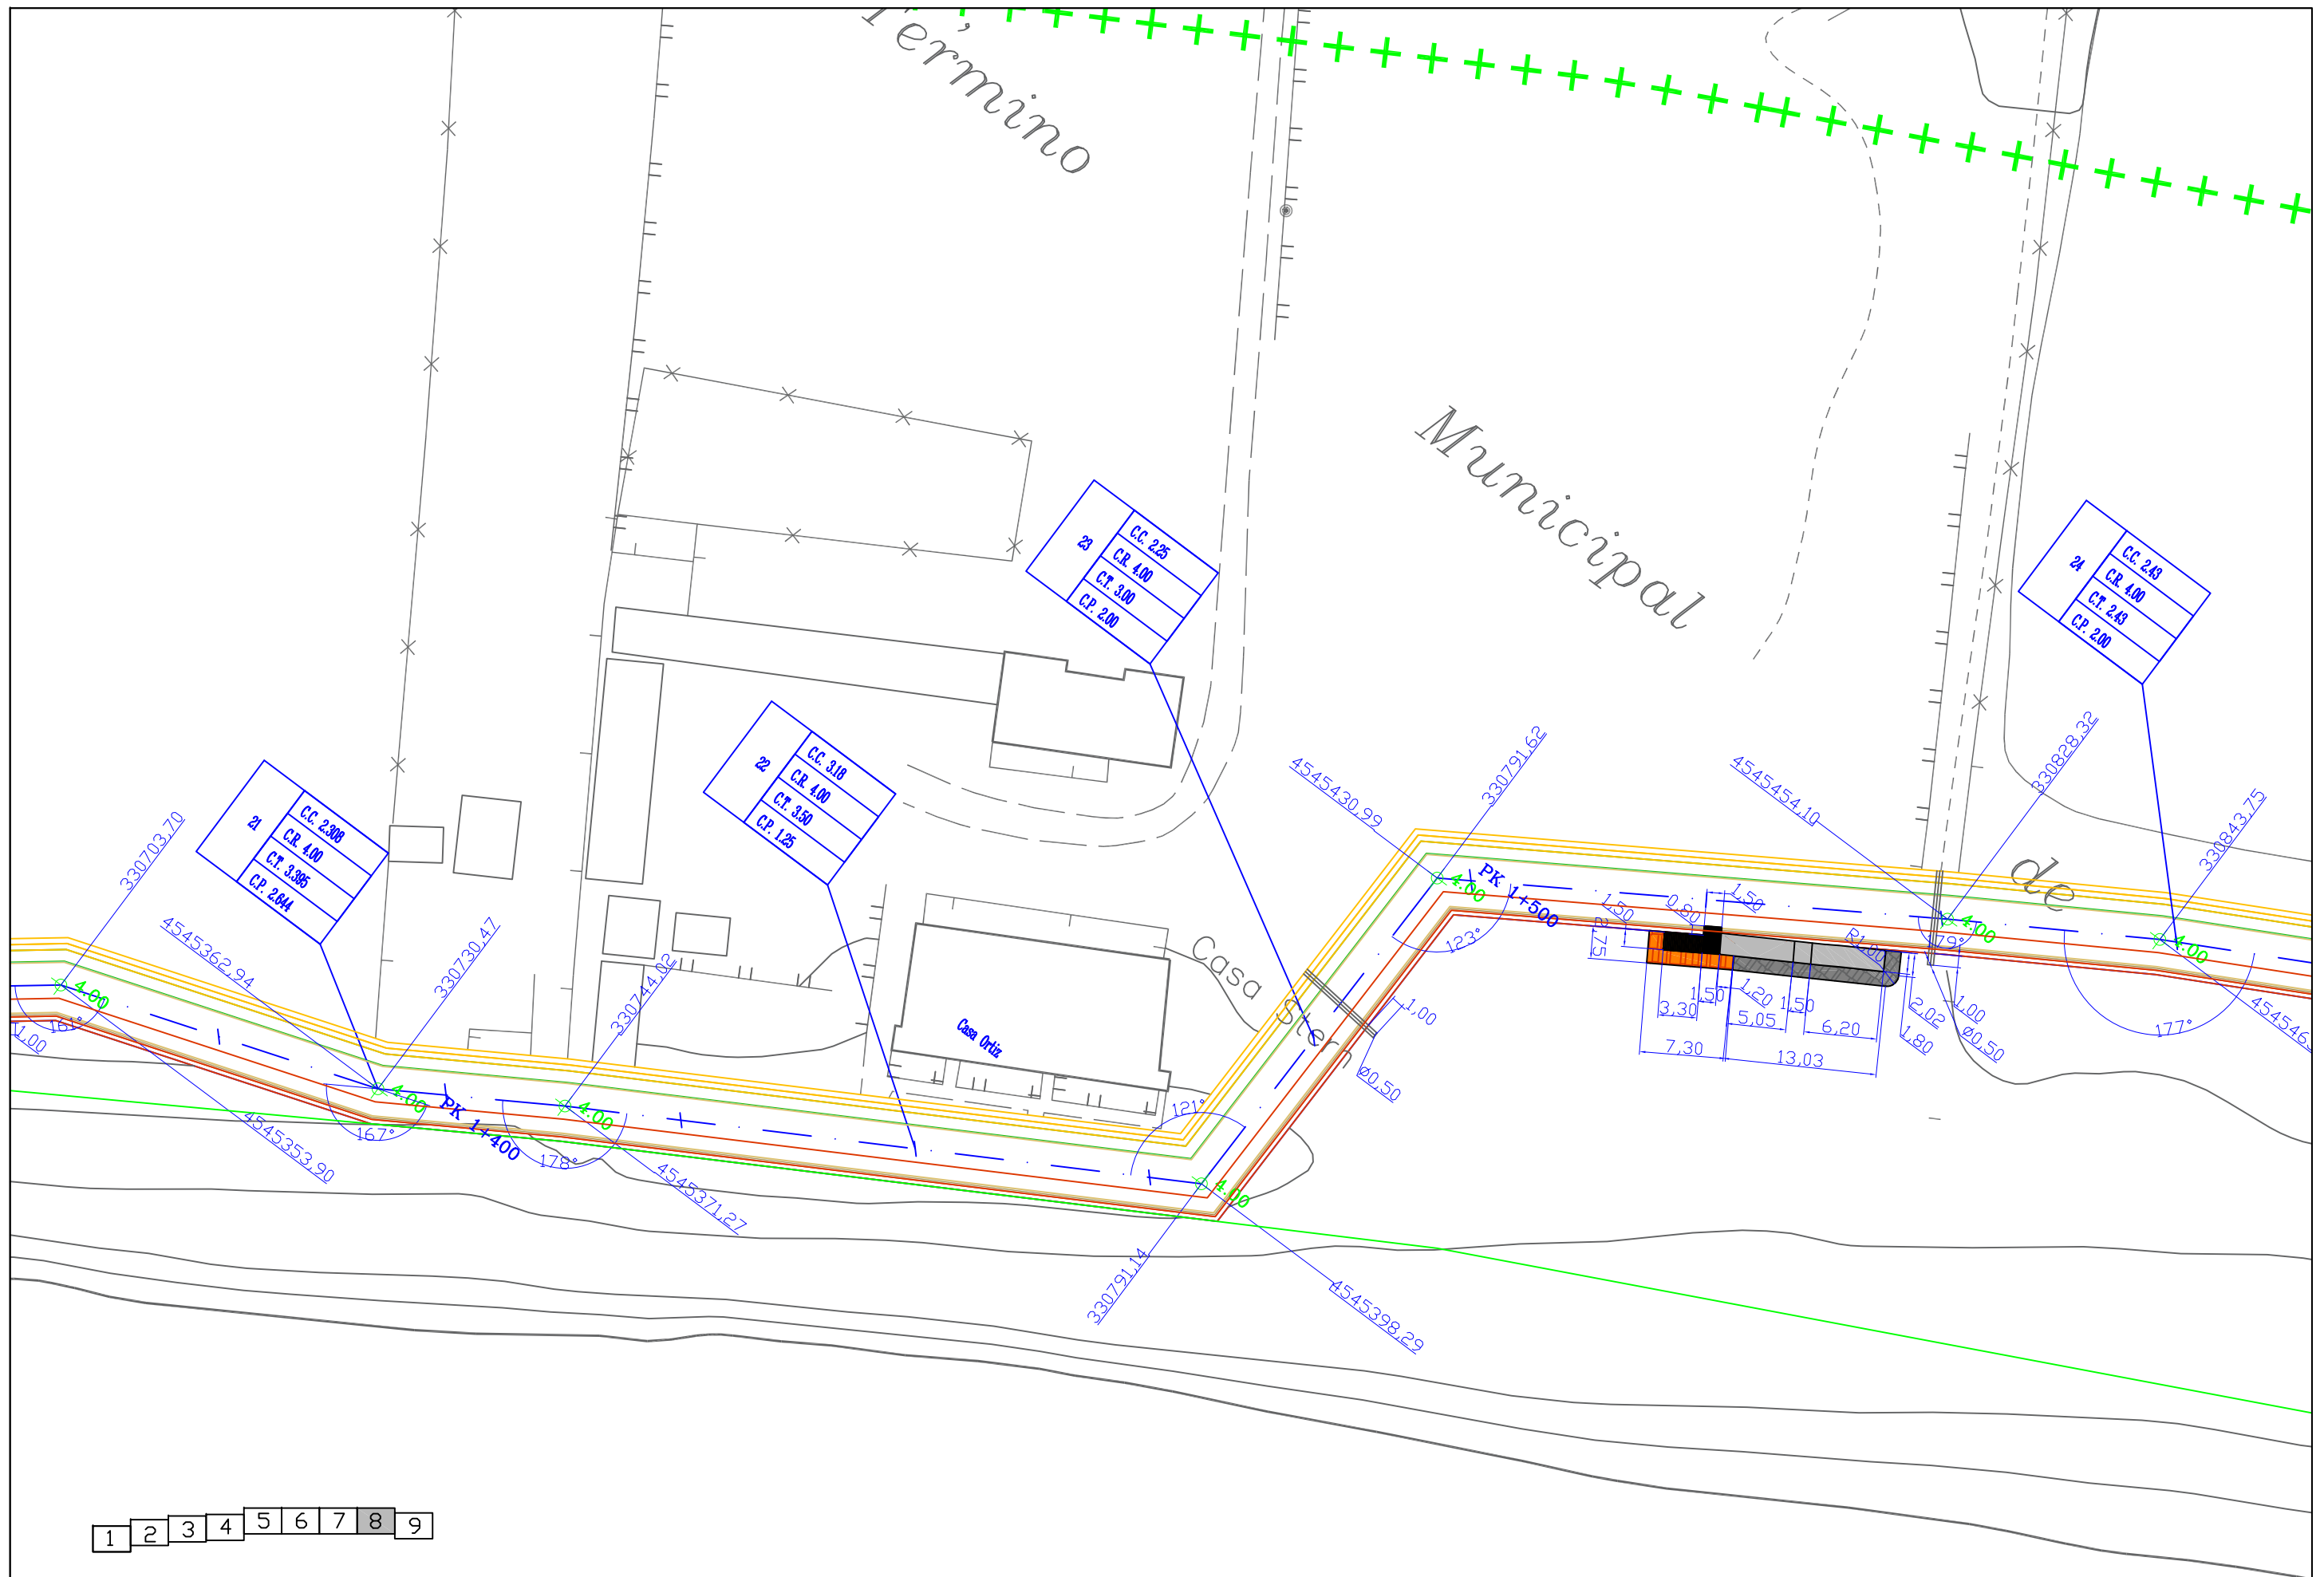 Término
Municipal
de
23
C.C. 2.25
C.R. 4.00
C.T. 3.00
C.P. 2.00
24
C.C. 2.43
C.R. 4.00
C.T. 2.43
C.P. 2.00
22
C.C. 3.18
C.R. 4.00
C.T. 3.50
C.P. 1.25
21
C.C. 2.308
C.R. 4.00
C.T. 3.395
C.P. 2.644
330703,70
4545362,94
330730,47
330744,02
4545430,99
330791,62
4545454,10
330828,32
330843,75
4.00
161°
1,00
4545353,90
4.00
167°
PK 1+400
4.00
178°
4545371,27
Casa Ortiz
Casa Stern
121°
4.00
330791,14
4545398,29
1,00
ø0,50
4.00
123°
PK 1+500
1,50
0,80
1,50
2,75
3,30
1,50
1,20
1,50
5,05
6,20
7,30
13,03
R1,00
179°
4.00
2,02
1,80
1,00
ø0,50
4.00
177°
454546
1
2
3
4
5
6
7
8
9